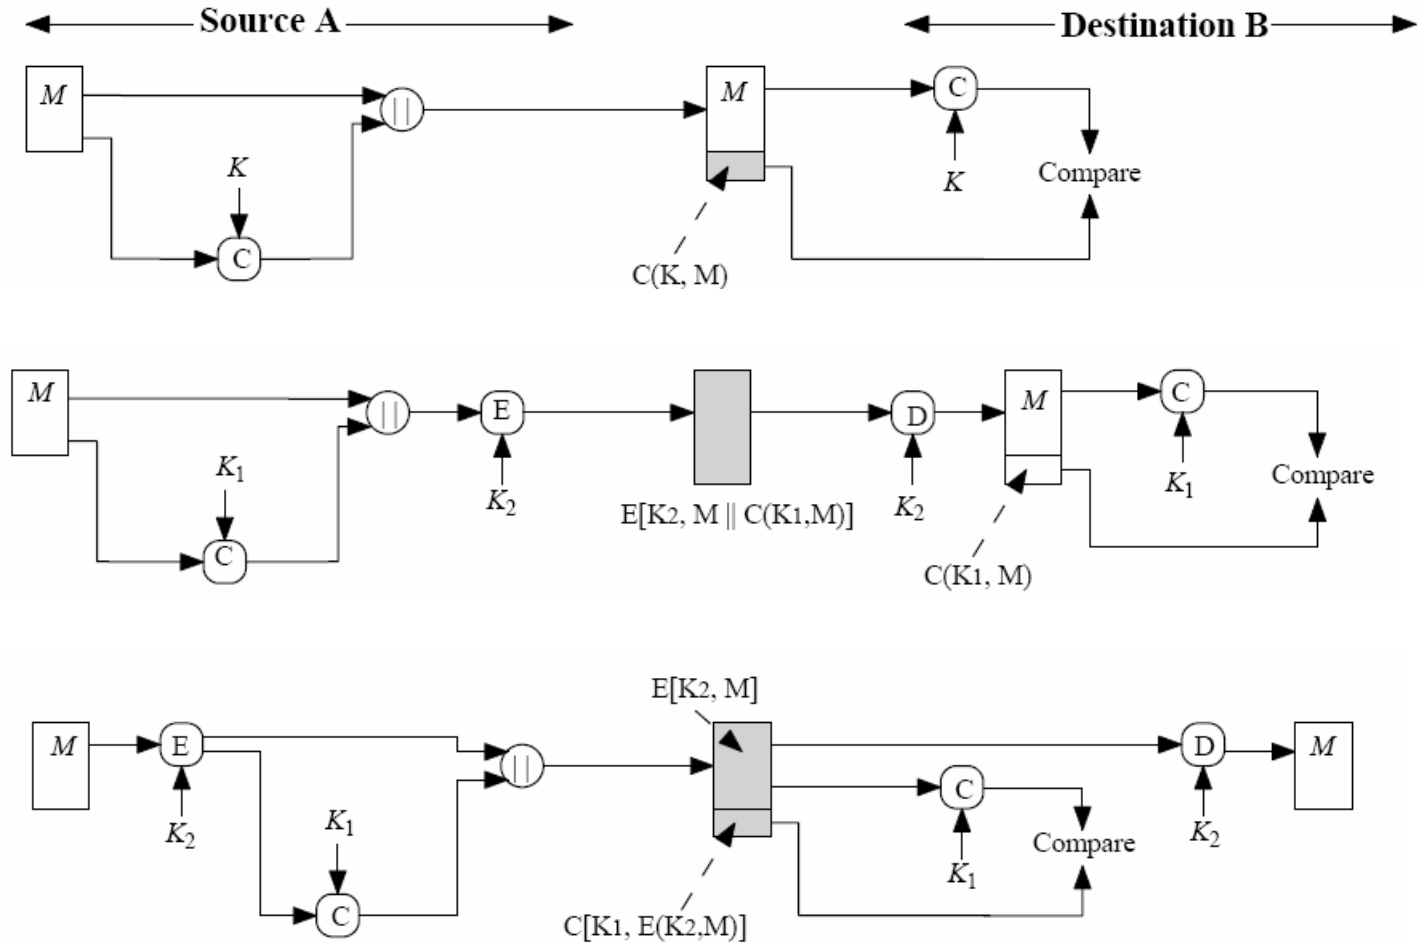 Source A
Destination B
M
||
M
C
K
Compare
K
C
C(K, M)
M
||
E
D
M
C
K1
K2
K2
K1
Compare
C
E[K2, M || C(K1,M)]
C(K1, M)
E[K2, M]
M
E
||
D
M
C
K2
K1
K1
Compare
K2
C
C[K1, E(K2,M)]